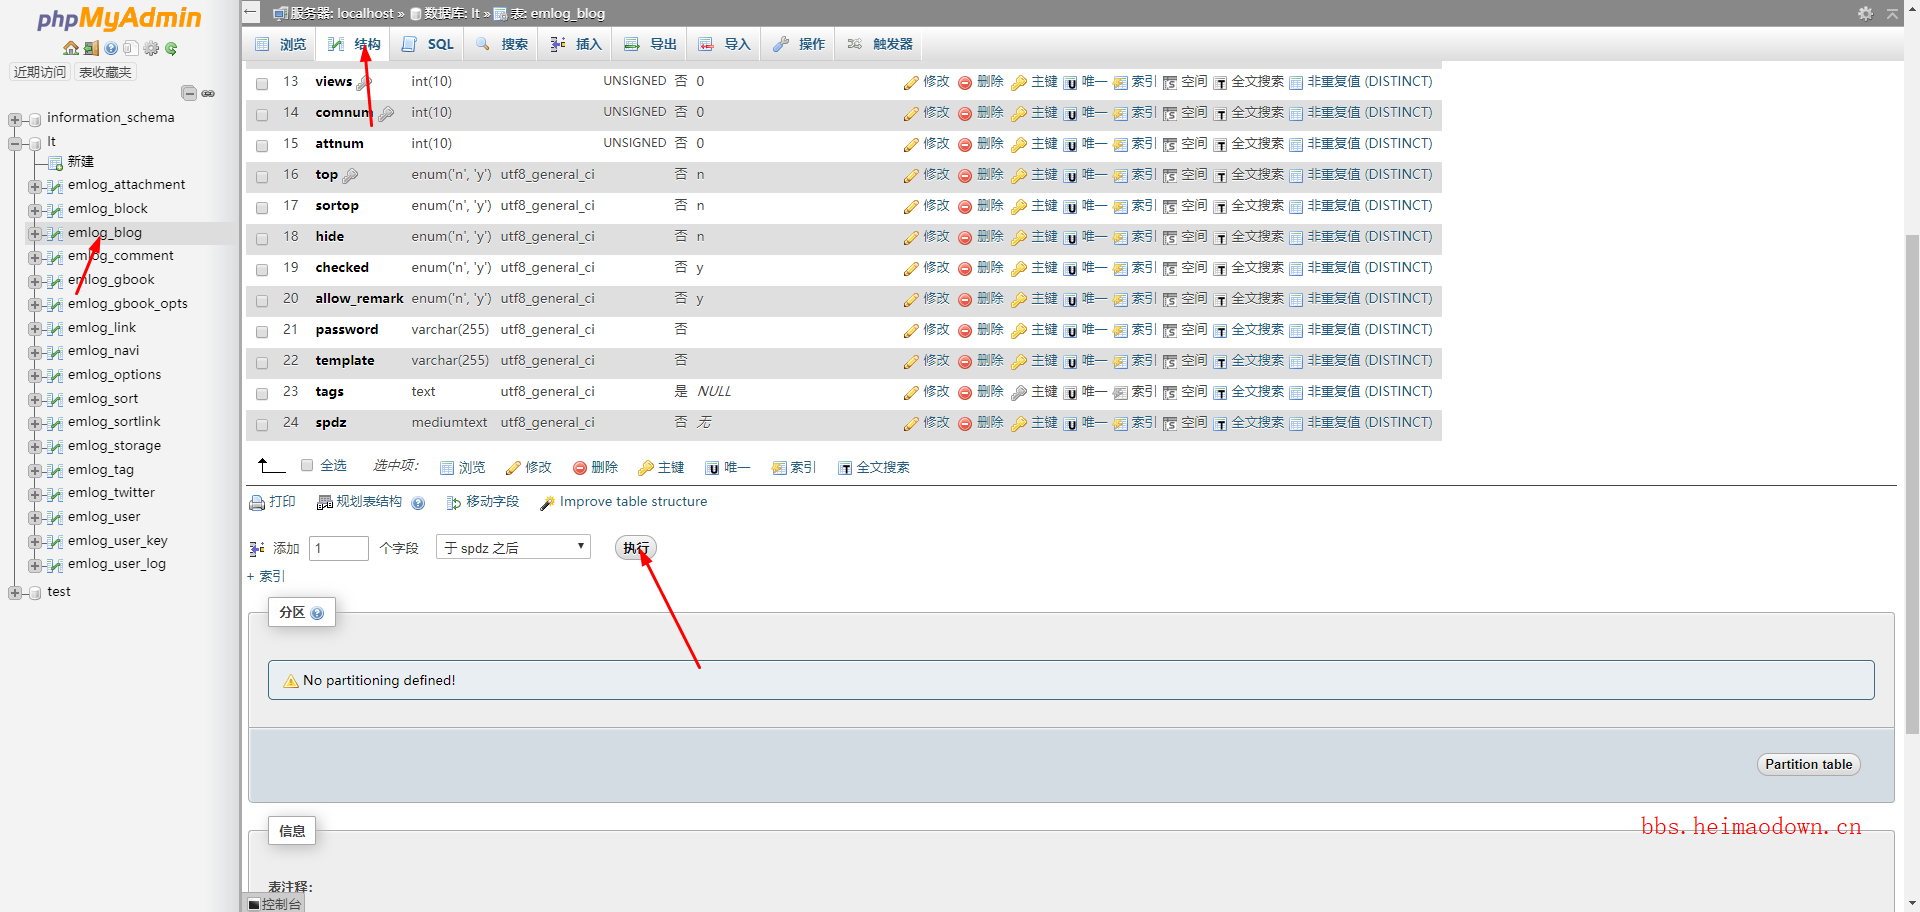 phpMyAdmin
近期访问 表收藏夹
information_schema
lt
新建
emlog_attachment
emlog_block
emlog_blog
emlog_comment
emlog_gbook
emlog_gbook_opts
emlog_link
emlog_navi
emlog_options
emlog_sort
emlog_sortlink
emlog_storage
emlog_tag
emlog_twitter
emlog_user
emlog_user_key
emlog_user_log
test
服务器: localhost » 数据库: lt » 表: emlog_blog
浏览 结构 SQL 搜索 插入 导出 导入 操作 触发器
13 views int(10) UNSIGNED 否 0 修改 删除 主键 唯一 索引 空间 全文搜索 非重复值 (DISTINCT)
14 comnum int(10) UNSIGNED 否 0 修改 删除 主键 唯一 索引 空间 全文搜索 非重复值 (DISTINCT)
15 attnum int(10) UNSIGNED 否 0 修改 删除 主键 唯一 索引 空间 全文搜索 非重复值 (DISTINCT)
16 top enum('n', 'y') utf8_general_ci 否 n 修改 删除 主键 唯一 索引 空间 全文搜索 非重复值 (DISTINCT)
17 sortop enum('n', 'y') utf8_general_ci 否 n 修改 删除 主键 唯一 索引 空间 全文搜索 非重复值 (DISTINCT)
18 hide enum('n', 'y') utf8_general_ci 否 n 修改 删除 主键 唯一 索引 空间 全文搜索 非重复值 (DISTINCT)
19 checked enum('n', 'y') utf8_general_ci 否 y 修改 删除 主键 唯一 索引 空间 全文搜索 非重复值 (DISTINCT)
20 allow_remark enum('n', 'y') utf8_general_ci 否 y 修改 删除 主键 唯一 索引 空间 全文搜索 非重复值 (DISTINCT)
21 password varchar(255) utf8_general_ci 否 修改 删除 主键 唯一 索引 空间 全文搜索 非重复值 (DISTINCT)
22 template varchar(255) utf8_general_ci 否 修改 删除 主键 唯一 索引 空间 全文搜索 非重复值 (DISTINCT)
23 tags text utf8_general_ci 是 NULL 修改 删除 主键 唯一 索引 空间 全文搜索 非重复值 (DISTINCT)
24 spdz mediumtext utf8_general_ci 否 无 修改 删除 主键 唯一 索引 空间 全文搜索 非重复值 (DISTINCT)
全选 选中项: 浏览 修改 删除 主键 唯一 索引 全文搜索
打印 规划表结构 移动字段 Improve table structure
添加 1 个字段 于 spdz 之后 执行
+ 索引
分区
No partitioning defined!
Partition table
信息
bbs.heimaodown.cn
表注释:
控制台